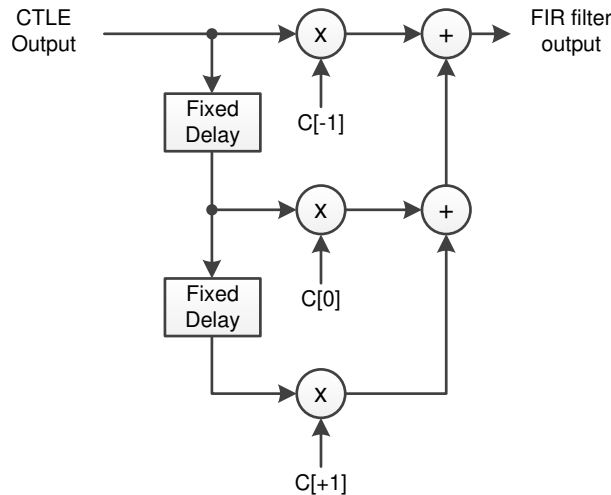 CTLE
Output
FIR filter
output
x
+
Fixed
Delay
C[-1]
x
+
Fixed
Delay
C[0]
x
C[+1]